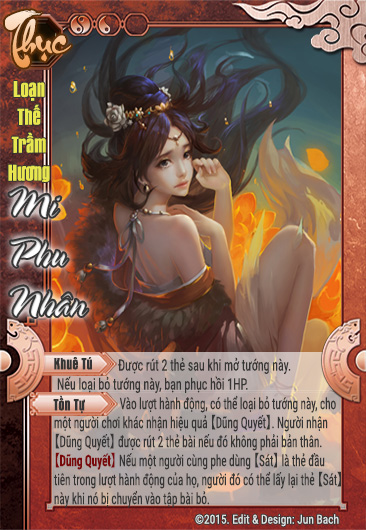 Thục
Loạn
Thế
Trầm
Hương
Mi
Phu
Nhân
Khuê Tú Được rút 2 thẻ sau khi mở tướng này.
Nếu loại bỏ tướng này, bạn phục hồi 1HP.
Tồn Tự Vào lượt hành động, có thể loại bỏ tướng này, cho
một người chơi khác nhận hiệu quả【Dũng Quyết】. Người nhận
【Dũng Quyết】 được rút 2 thẻ bài nếu đó không phải bản thân.
【Dũng Quyết】 Nếu một người cùng phe dùng【Sát】là thẻ đầu
tiên trong lượt hành động của họ, người đó có thể lấy lại thẻ【Sát】
này khi nó bị chuyển vào tập bài bỏ.
©2015. Edit & Design: Jun Bach